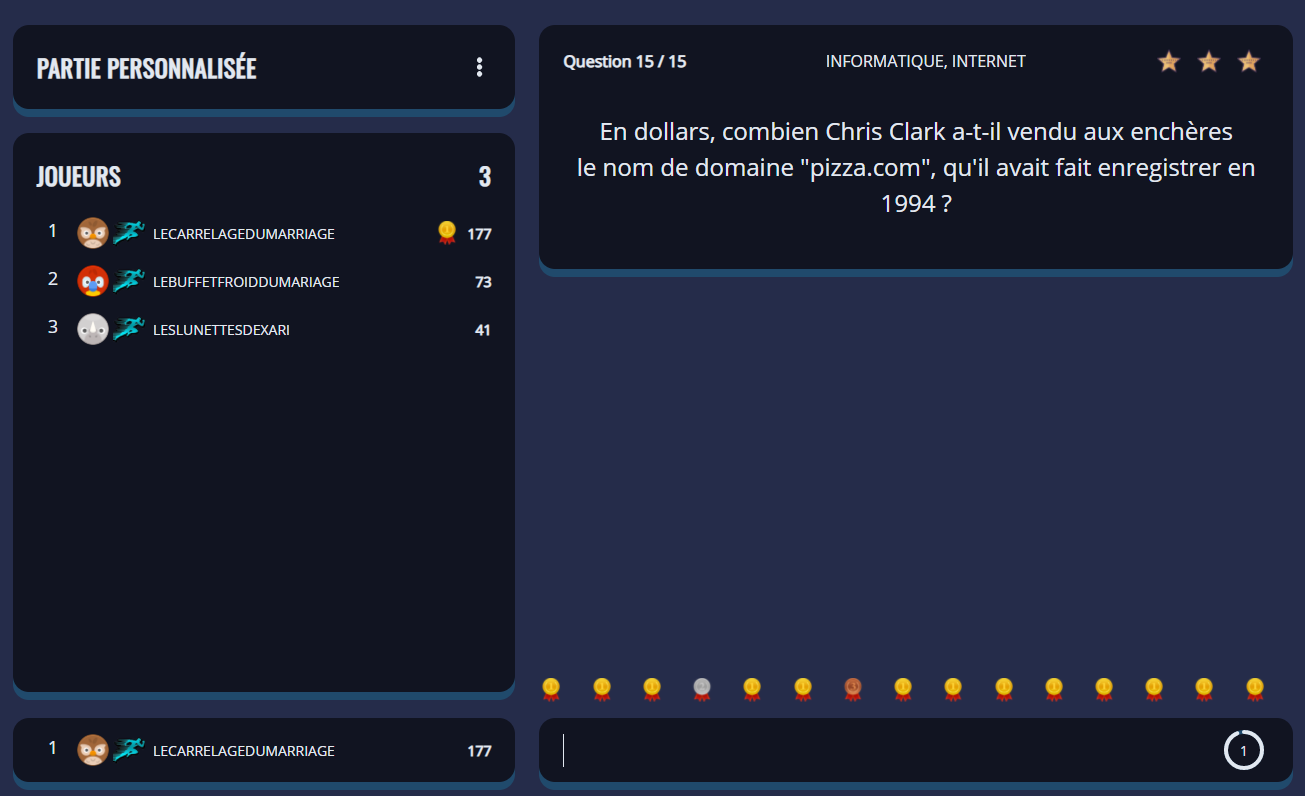 PARTIE PERSONNALISÉE
JOUEURS 3
1 LECARRELAGEDUMARRIAGE 177
2 LEBUFFETFROIDDUMARIAGE 73
3 LESLUNETTESDEXARI 41
1 LECARRELAGEDUMARRIAGE 177
Question 15 / 15 INFORMATIQUE, INTERNET
En dollars, combien Chris Clark a-t-il vendu aux enchères
le nom de domaine "pizza.com", qu'il avait fait enregistrer en
1994 ?
1